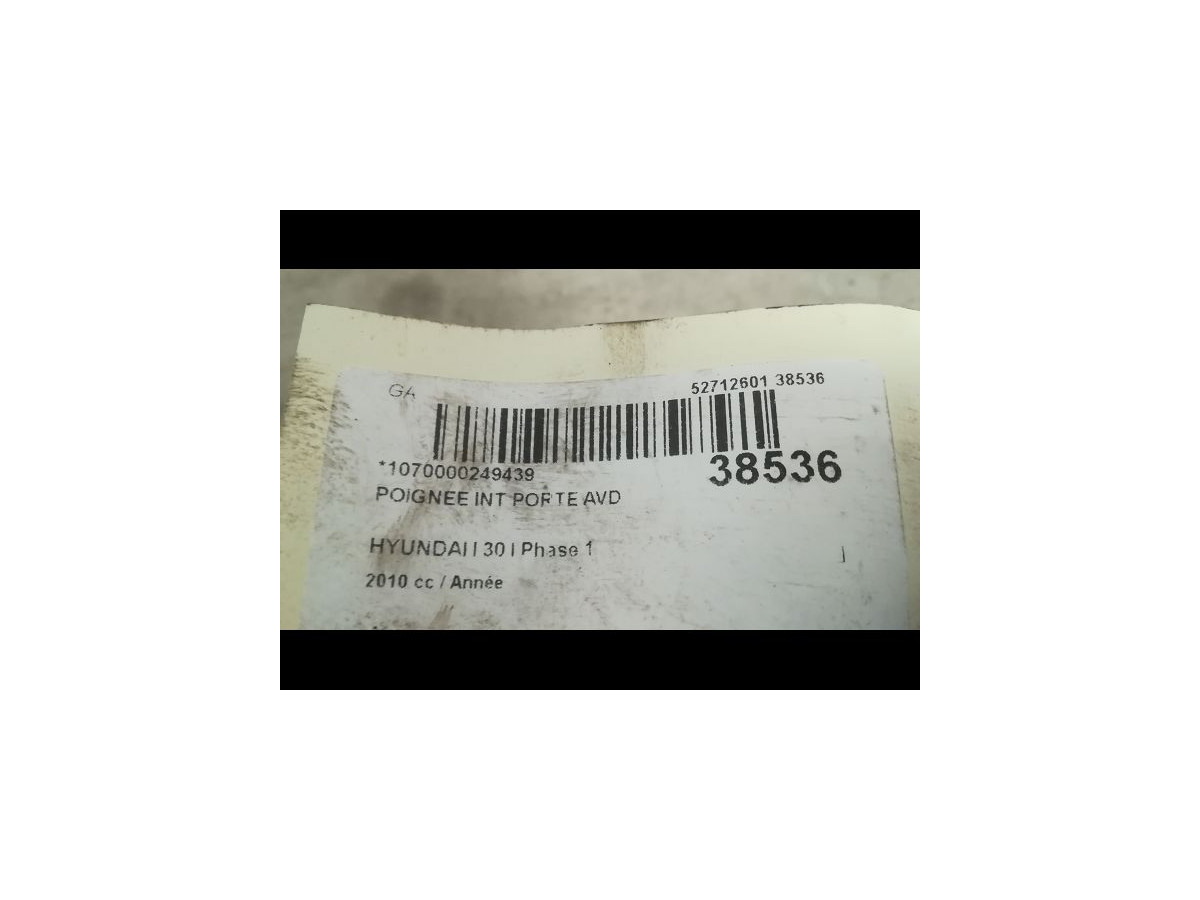 GA
52712601 38536
*1070000249439
38536
POIGNEE INT PORTE AVD
HYUNDAI I 30 I Phase 1
2010 cc / Année